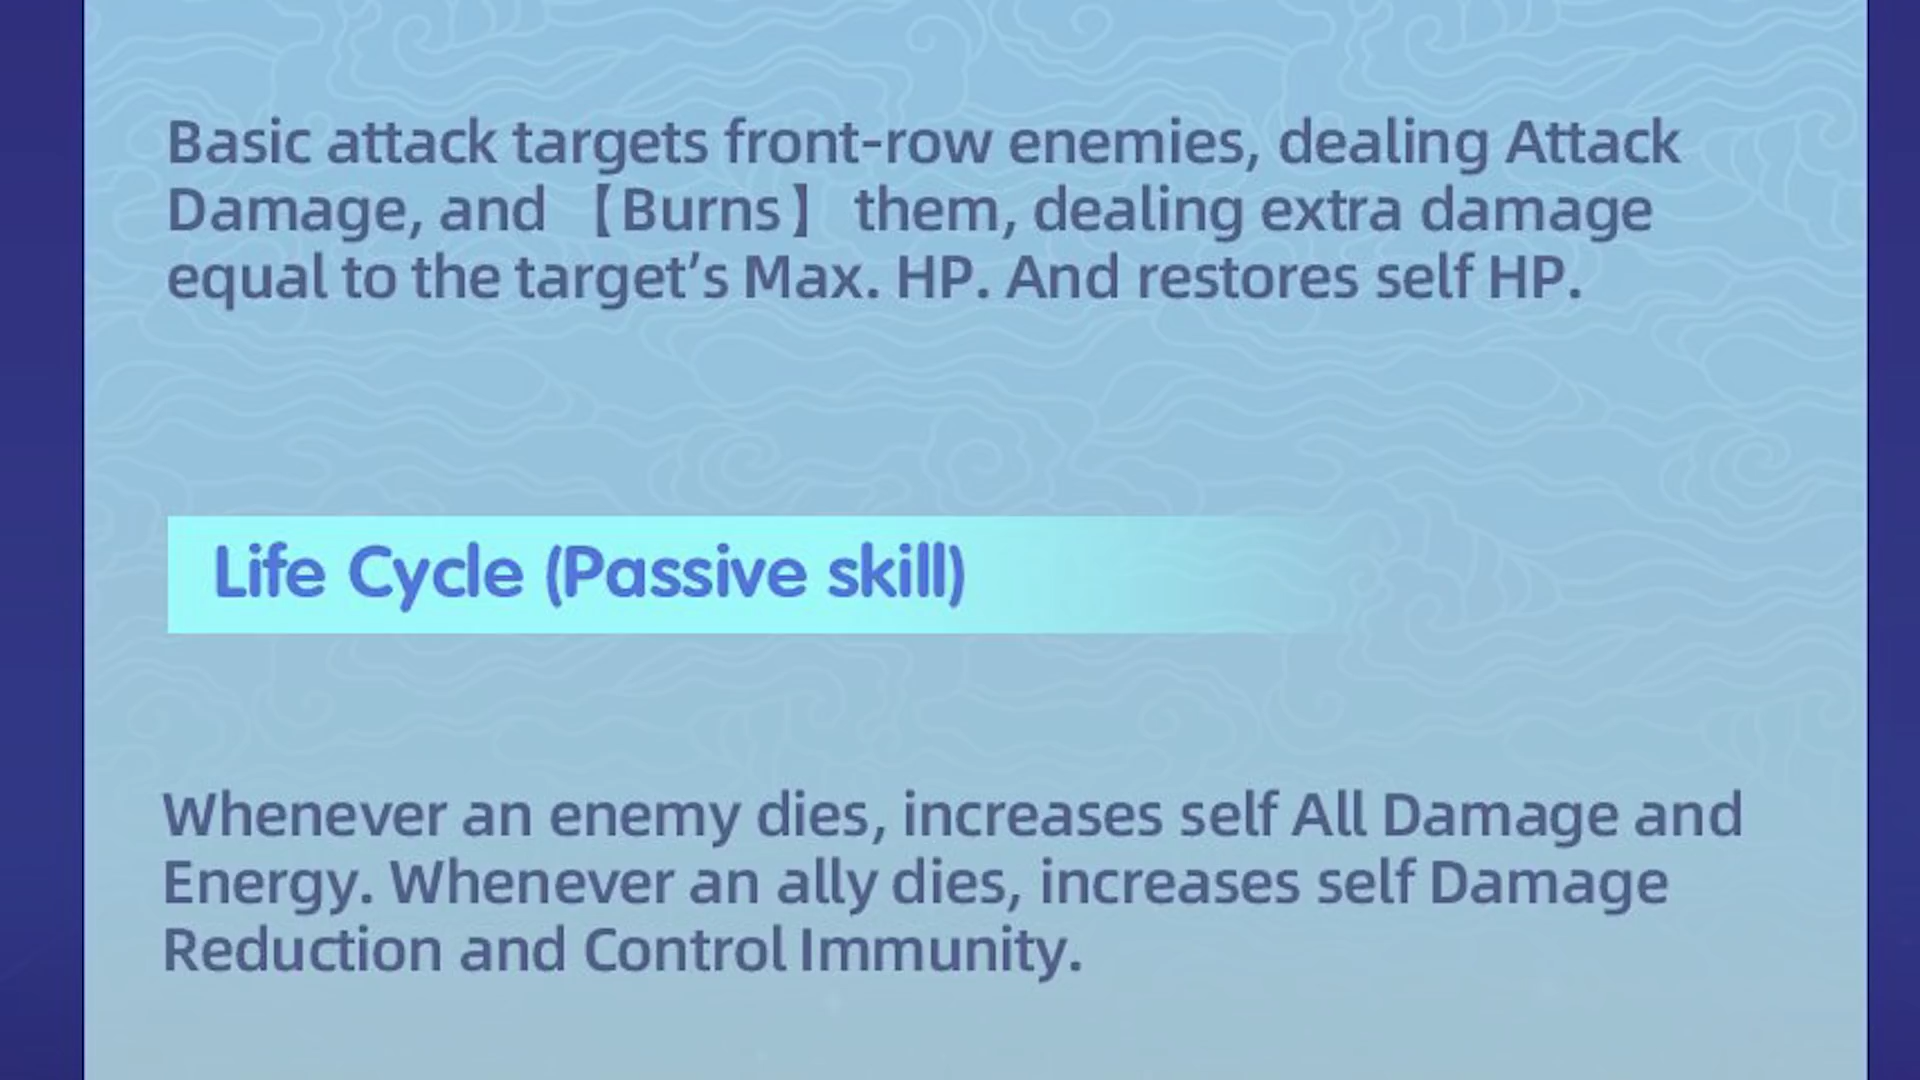 Basic attack targets front-row enemies, dealing Attack
Damage, and 【Burns】 them, dealing extra damage
equal to the target’s Max. HP. And restores self HP.
Life Cycle (Passive skill)
Whenever an enemy dies, increases self All Damage and
Energy. Whenever an ally dies, increases self Damage
Reduction and Control Immunity.